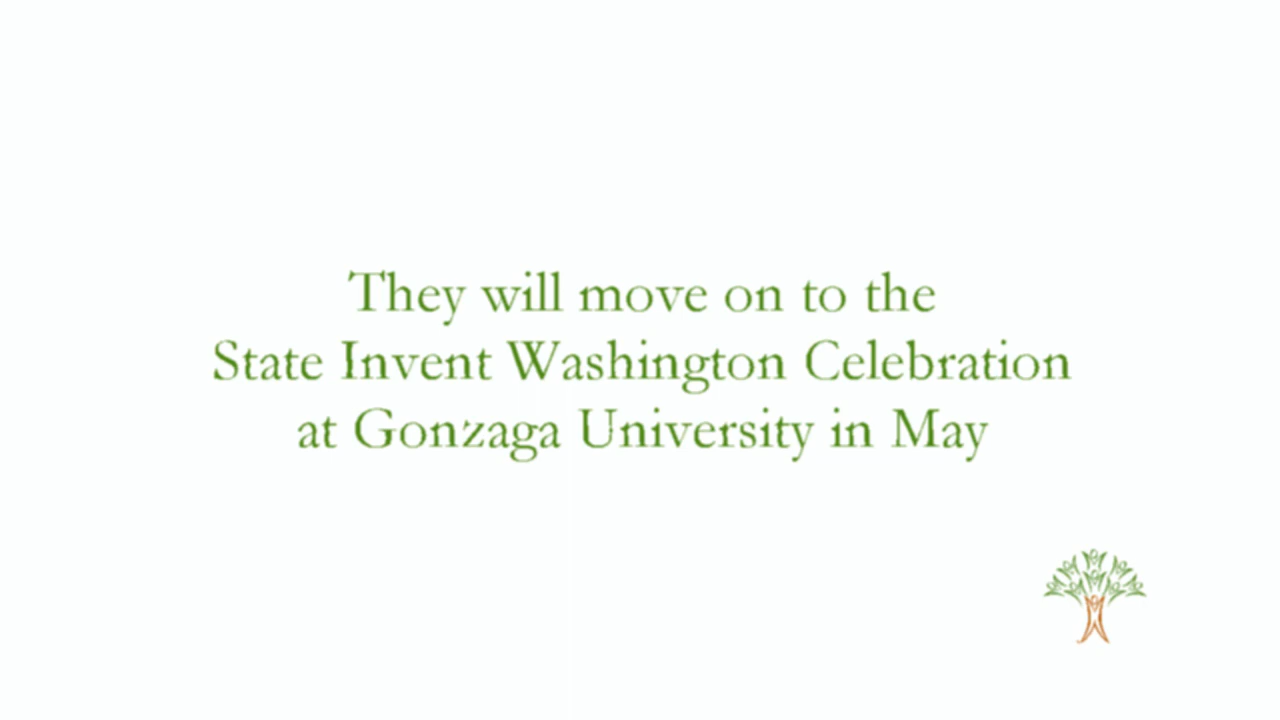 They will move on to the
State Invent Washington Celebration
at Gonzaga University in May